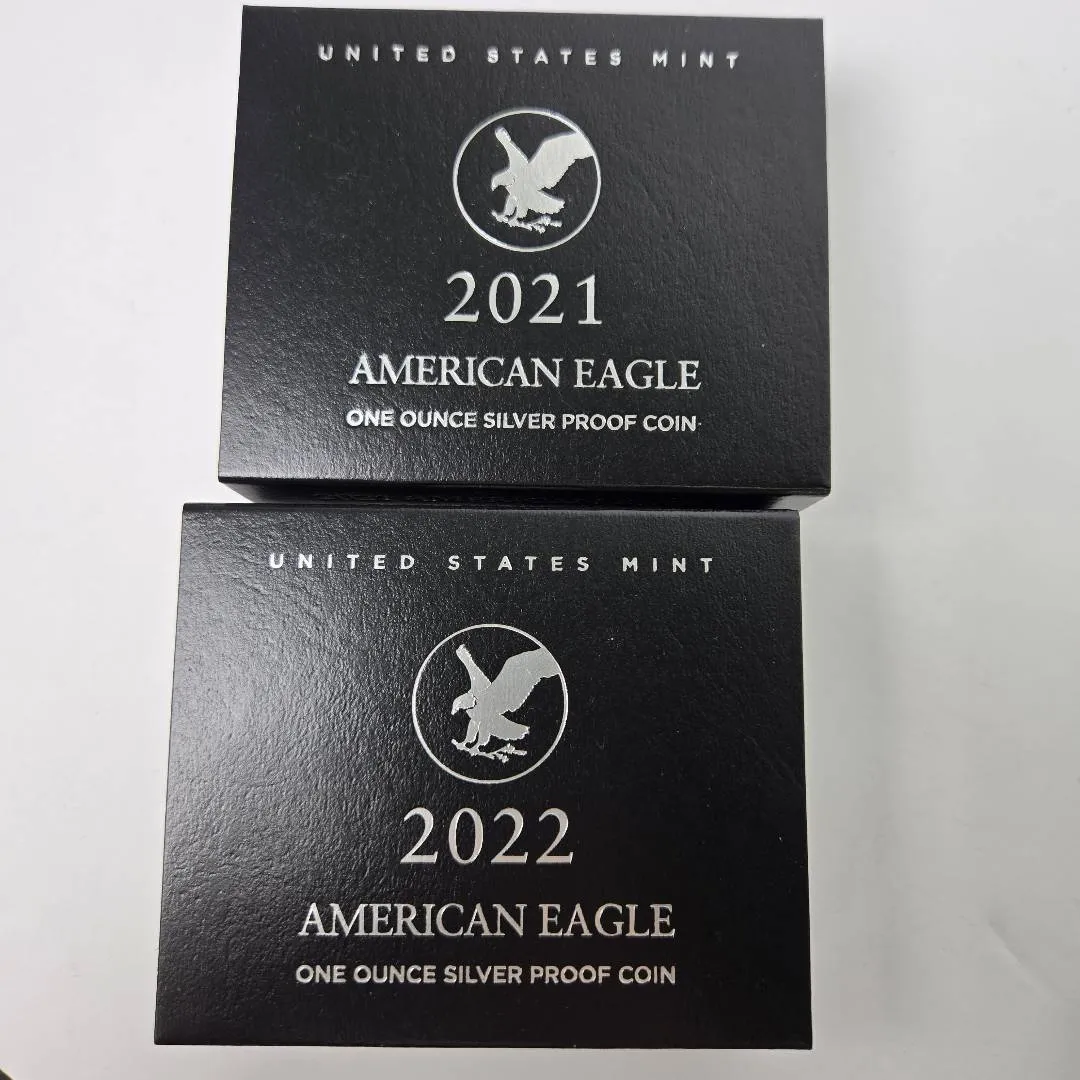 UNITED STATES MINT
2021
AMERICAN EAGLE
ONE OUNCE SILVER PROOF COIN
UNITED STATES MINT
2022
AMERICAN EAGLE
ONE OUNCE SILVER PROOF COIN